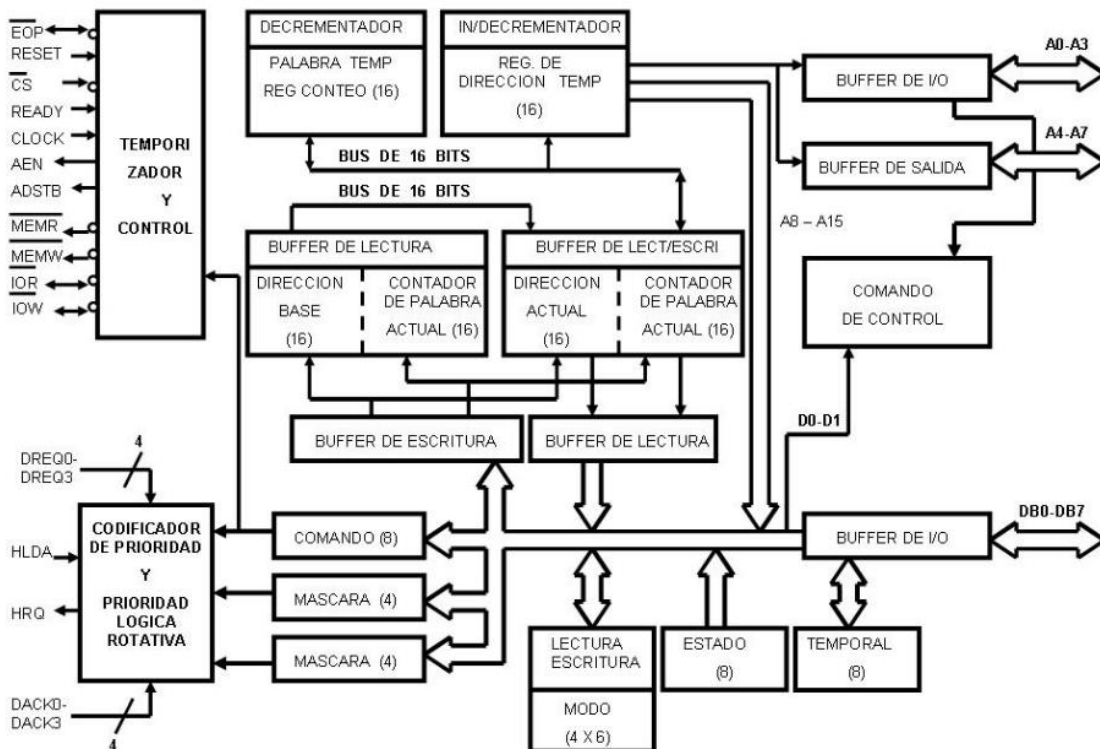 EOP
RESET
CS
READY
CLOCK
AEN
ADSTB
MEMR
MEMW
IOR
IOW
TEMPORI
ZADOR
Y
CONTROL
DECREMENTADOR
PALABRA TEMP
REG CONTEO (16)
IN/DECREMENTADOR
REG. DE
DIRECCION TEMP
(16)
BUS DE 16 BITS
BUS DE 16 BITS
BUFFER DE I/O
A0-A3
BUFFER DE SALIDA
A4-A7
A8 – A15
BUFFER DE LECTURA
DIRECCION
BASE
(16)
CONTADOR
DE PALABRA
ACTUAL (16)
BUFFER DE LECT/ESCRI
DIRECCION
ACTUAL
(16)
CONTADOR
DE PALABRA
ACTUAL (16)
COMANDO
DE CONTROL
BUFFER DE ESCRITURA
BUFFER DE LECTURA
D0-D1
4
DREQ0-
DREQ3
HLDA
HRQ
DACK0-
DACK3
4
CODIFICADOR
DE PRIORIDAD
Y
PRIORIDAD
LOGICA
ROTATIVA
COMANDO (8)
MASCARA (4)
MASCARA (4)
BUFFER DE I/O
DB0-DB7
LECTURA
ESCRITURA
MODO
(4 X 6)
ESTADO
(8)
TEMPORAL
(8)